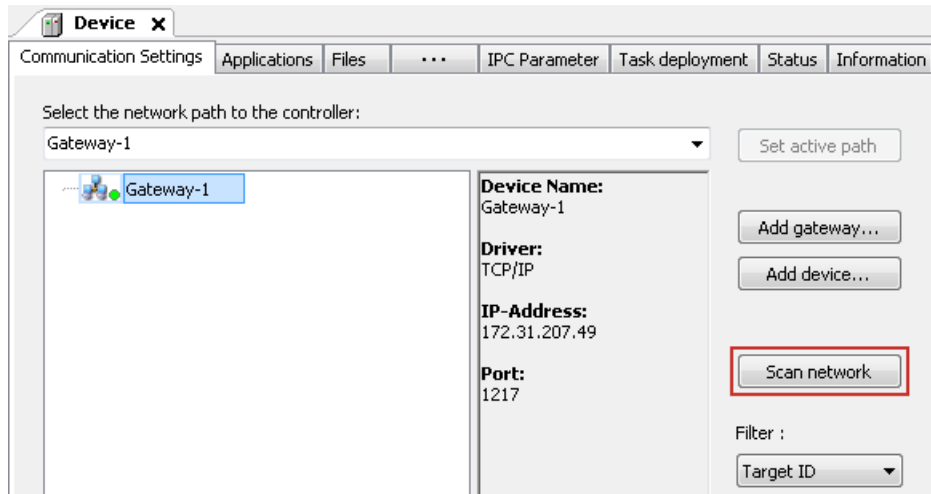 Device X
Communication Settings Applications Files ... IPC Parameter Task deployment Status Information
Select the network path to the controller:
Gateway-1
Set active path
Gateway-1
Device Name:
Gateway-1
Driver:
TCP/IP
IP-Address:
172.31.207.49
Port:
1217
Add gateway...
Add device...
Scan network
Filter :
Target ID